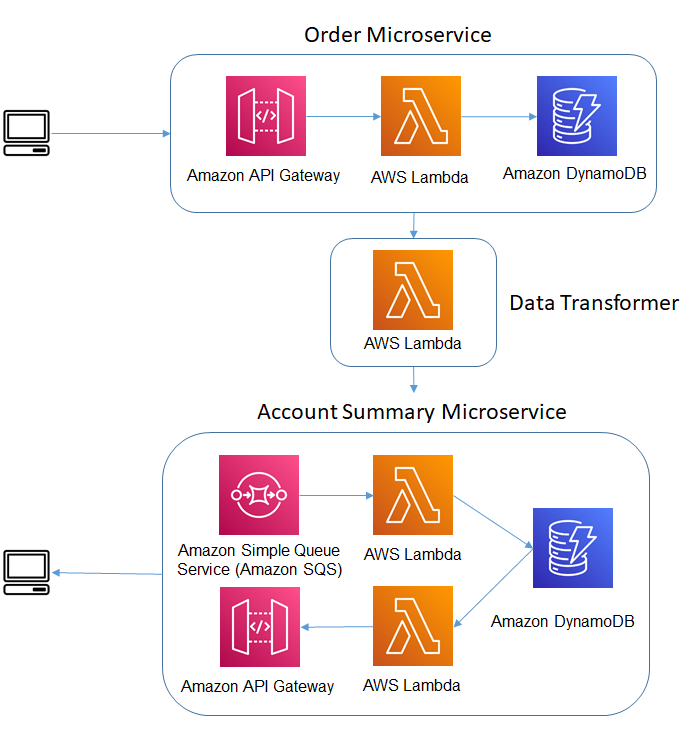 Order Microservice
Amazon API Gateway
AWS Lambda
Amazon DynamoDB
AWS Lambda
Data Transformer
Account Summary Microservice
Amazon Simple Queue
Service (Amazon SQS)
AWS Lambda
Amazon DynamoDB
Amazon API Gateway
AWS Lambda